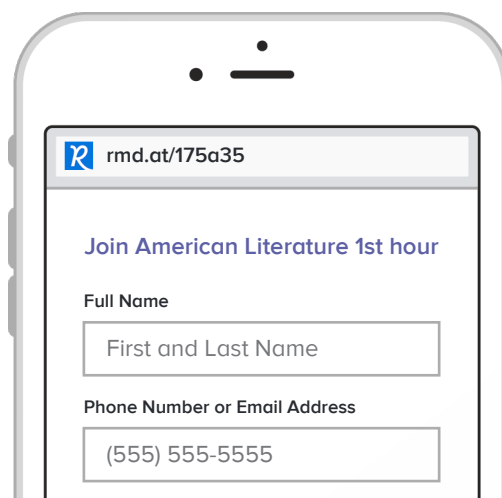 R rmd.at/175a35
Join American Literature 1st hour
Full Name
First and Last Name
Phone Number or Email Address
(555) 555-5555